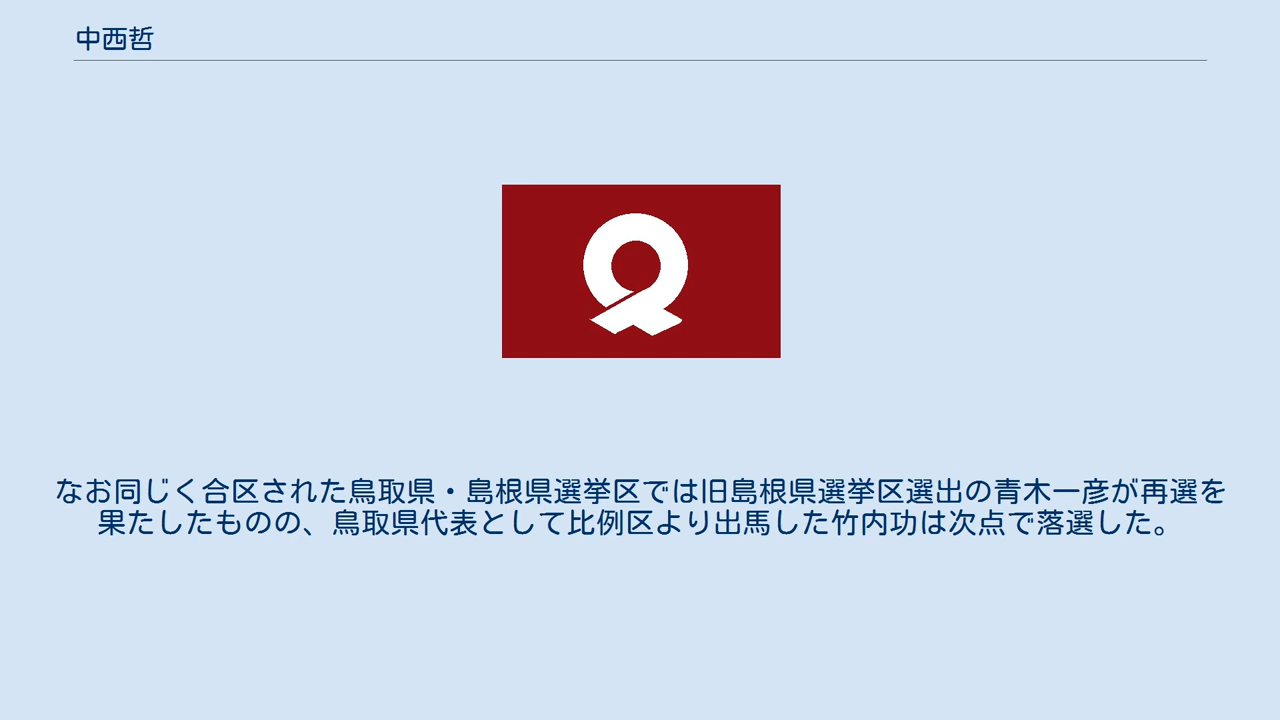 中西哲
なお同じく合区された鳥取県・島根県選挙区では旧島根県選挙区選出の青木一彦が再選を
果たしたものの、鳥取県代表として比例区より出馬した竹内功は次点で落選した。